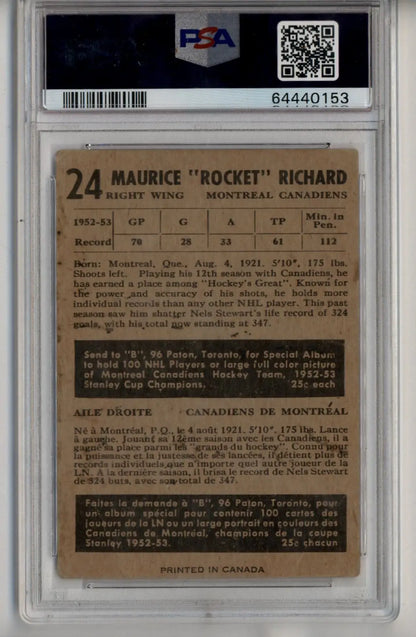 PSA
64440153
24 MAURICE "ROCKET" RICHARD
RIGHT WING MONTREAL CANADIENS
1952-53 GP G A TP Min. in Pen.
Record 70 28 33 61 112
Born: Montreal, Que., Aug. 4, 1921. 5'10", 175 lbs.
Shoots left. Playing his 12th season with Canadiens, he
has earned a place among "Hockey's Great". Known for
the power and accuracy of his shots, he holds more
individual records than any other NHL player. This
past season saw him shatter Nels Stewart's life record of 324
goals, with his total now standing at 347.
Send to "B", 96 Paton, Toronto, for Special Album
to hold 100 NHL Players or large full color picture
of Montreal Canadiens Hockey Team, 1952-53
Stanley Cup Champions. 25c each
AILE DROITE CANADIENS DE MONTRÉAL
Né à Montréal, P.Q., le 4 août 1921. 5'10". 175 lbs. Lance
à gauche. Jouant sa 12ème saison avec les Canadiens, il a
gagné sa place parmi les "grands du hockey". Connu pour
la puissance et la justesse de ses lancées, il détient plus de
records individuels que n'importe quel autre joueur de la
LN. A la dernière saison, il brisa le record de Nels Stewart
de 324 buts, avec son total de 347.
Faites la demande à "B", 96 Paton, Toronto, pour
un album spécial pour contenir 100 cartes des
joueurs de la LN ou un large portrait en couleurs des
Canadiens de Montréal, champions de la coupe
Stanley 1952-53. 25c chacun
PRINTED IN CANADA